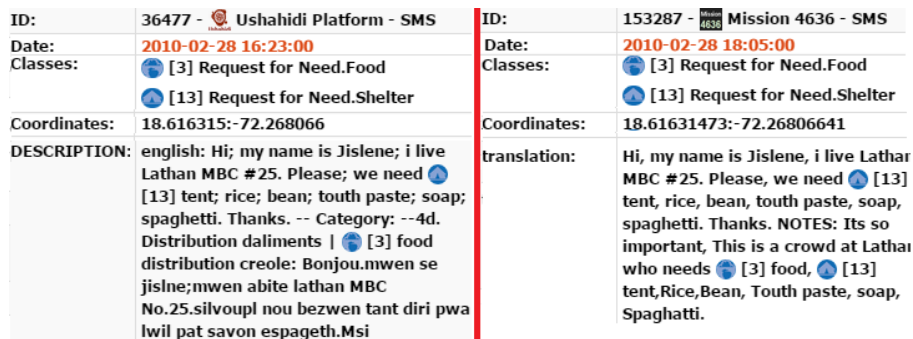 ID: 36477 - Ushahidi Platform - SMS
Date: 2010-02-28 16:23:00
Classes: [3] Request for Need.Food
[13] Request for Need.Shelter
Coordinates: 18.616315:-72.268066
DESCRIPTION: english: Hi; my name is Jislene; i live
Lathan MBC #25. Please; we need
[13] tent; rice; bean; touth paste; soap;
spaghetti. Thanks. -- Category: --4d.
Distribution daliments | [3] food
distribution creole: Bonjou.mwen se
jislne;mwen abite lathan MBC
No.25.silvoupl nou bezwen tant diri pwa
lwil pat savon espageth.Msi
ID: 153287 - Mission 4636 - SMS
Date: 2010-02-28 18:05:00
Classes: [3] Request for Need.Food
[13] Request for Need.Shelter
Coordinates: 18.61631473:-72.26806641
translation: Hi, my name is Jislene, i live Lathan
MBC #25. Please, we need [13]
tent, rice, bean, touth paste, soap,
spaghetti. Thanks. NOTES: Its so
important, This is a crowd at Lathan
who needs [3] food, [13]
tent,Rice,Bean, Touth paste, soap,
Spaghatti.